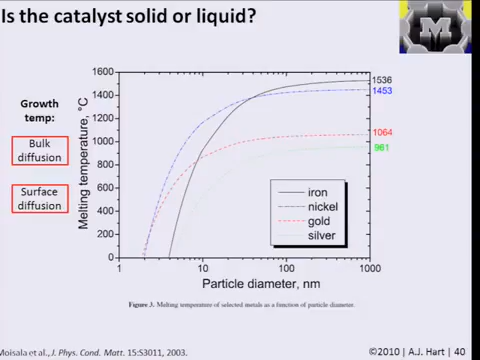 Is the catalyst solid or liquid?
M
Growth
temp:
Bulk
diffusion
Surface
diffusion
Melting temperature, °C
1600
1400
1200
1000
800
600
400
200
0
1536
1453
1064
961
iron
nickel
gold
silver
1
10
100
1000
Particle diameter, nm
Figure 3. Melting temperature of selected metals as a function of particle diameter.
Moisala et al., J. Phys. Cond. Matt. 15:S3011, 2003.
©2010 | A.J. Hart | 40